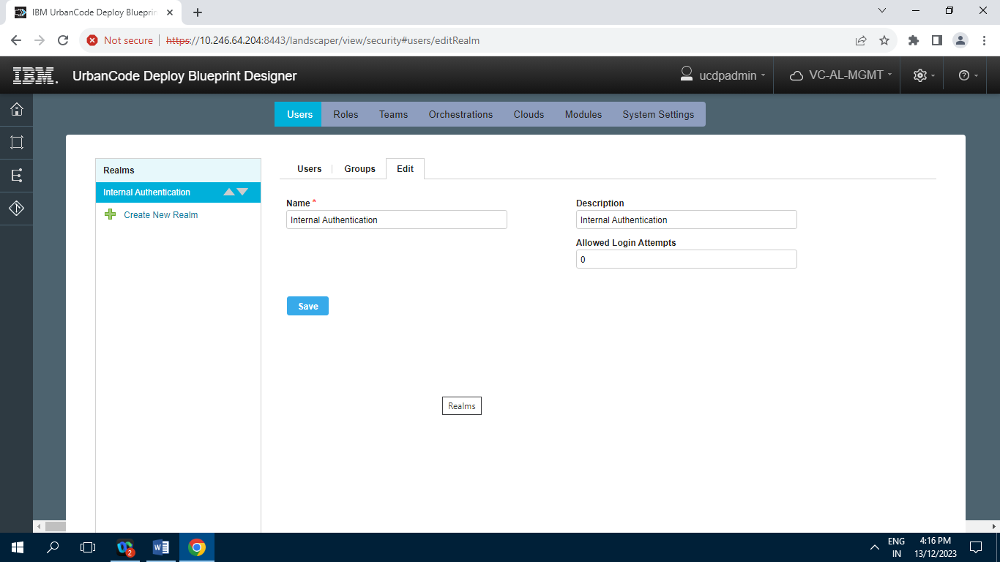 IBM UrbanCode Deploy Blueprin
Not secure https://10.246.64.204:8443/landscaper/view/security#users/editRealm
IBM. UrbanCode Deploy Blueprint Designer ucdpadmin VC-AL-MGMT
Users Roles Teams Orchestrations Clouds Modules System Settings
Realms
Internal Authentication
Create New Realm
Users Groups Edit
Name * Description
Internal Authentication Internal Authentication
Allowed Login Attempts
0
Save
Realms
2
ENG 4:16 PM
IN 13/12/2023